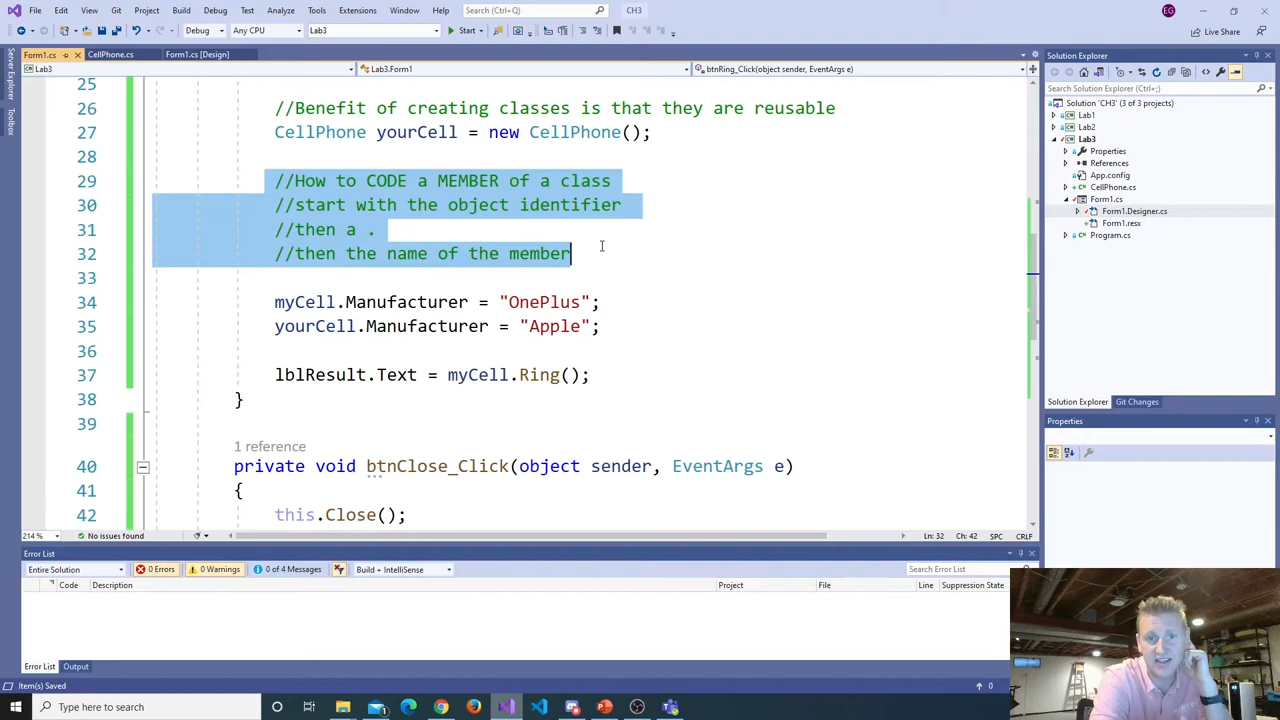 File Edit View Git Project Build Debug Test Analyze Tools Extensions Window Help Search (Ctrl+Q) CH3 EG
Debug Any CPU Lab3 Start Live Share
Form1.cs CellPhone.cs Form1.cs [Design]
Lab3 Lab3.Form1 btnRing_Click(object sender, EventArgs e)
Server Explorer
Toolbox
25
26 //Benefit of creating classes is that they are reusable
27 CellPhone yourCell = new CellPhone();
28
29 //How to CODE a MEMBER of a class
30 //start with the object identifier
31 //then a .
32 //then the name of the member
33
34 myCell.Manufacturer = "OnePlus";
35 yourCell.Manufacturer = "Apple";
36
37 lblResult.Text = myCell.Ring();
38 }
39
1 reference
40 private void btnClose_Click(object sender, EventArgs e)
41 {
42 this.Close();
214 % No issues found Ln: 32 Ch: 42 SPC CRLF
Solution Explorer
Search Solution Explorer (Ctrl+;)
Solution 'CH3' (3 of 3 projects)
Lab1
Lab2
Lab3
Properties
References
App.config
CellPhone.cs
Form1.cs
Form1.Designer.cs
Form1.resx
Program.cs
Solution Explorer Git Changes
Properties
Error List
Entire Solution 0 Errors 0 Warnings 0 of 4 Messages Build + IntelliSense Search Error List
Code Description Project File Line Suppression State
Error List Output
Item(s) Saved 0
Type here to search